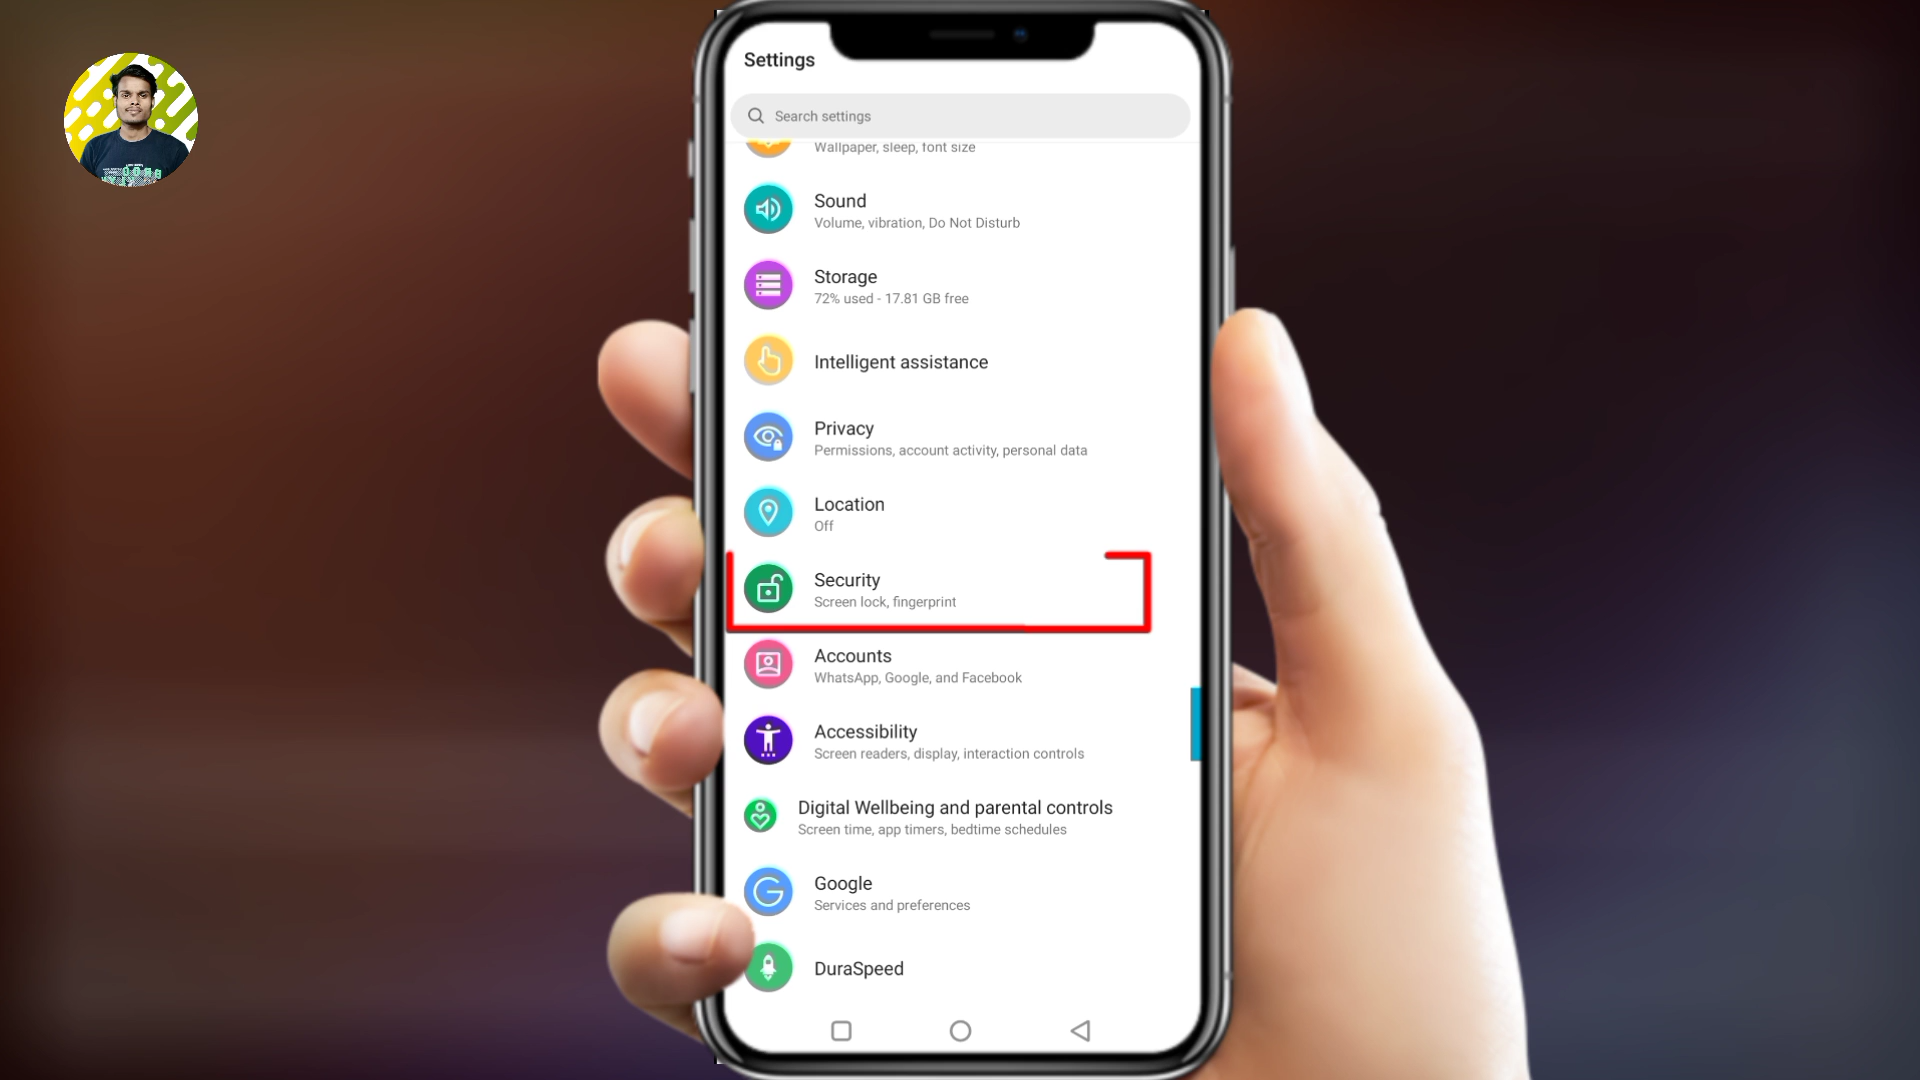 Settings
Search settings
Wallpaper, sleep, font size
Sound
Volume, vibration, Do Not Disturb
Storage
72% used - 17.81 GB free
Intelligent assistance
Privacy
Permissions, account activity, personal data
Location
Off
Security
Screen lock, fingerprint
Accounts
WhatsApp, Google, and Facebook
Accessibility
Screen readers, display, interaction controls
Digital Wellbeing and parental controls
Screen time, app timers, bedtime schedules
Google
Services and preferences
DuraSpeed